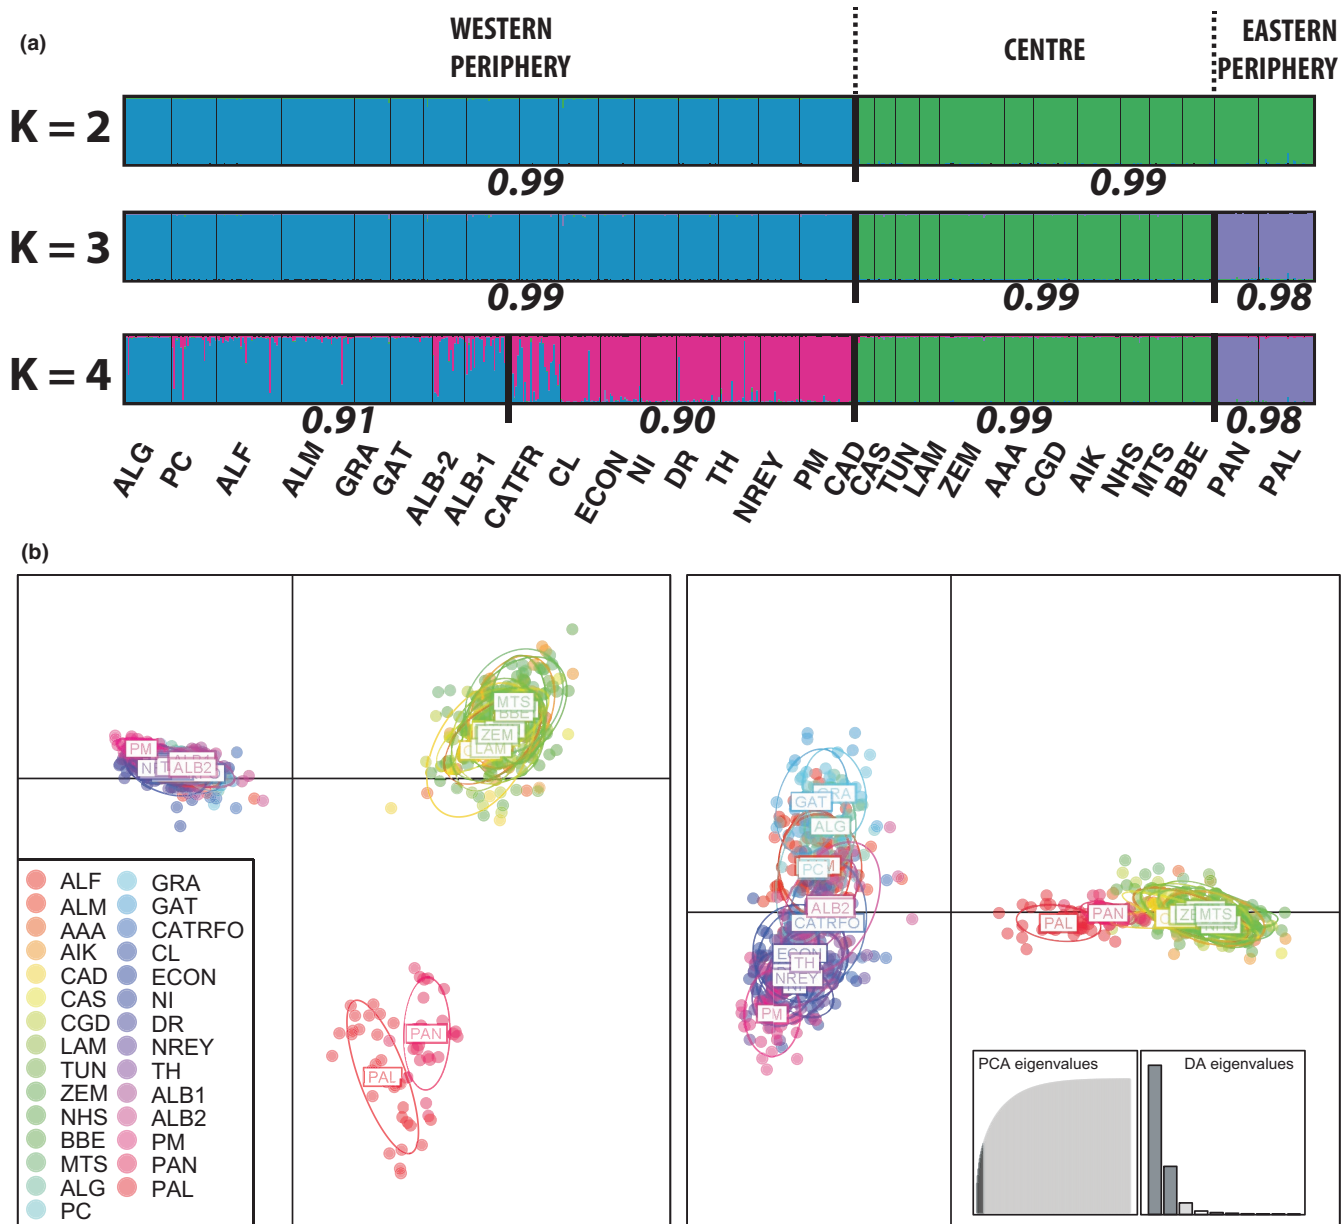 (a)
WESTERN
PERIPHERY
CENTRE
EASTERN
PERIPHERY
K = 2
0.99
0.99
K = 3
0.99
0.99
0.98
K = 4
0.91
0.90
0.99
0.98
ALG
PC
ALF
ALM
GRA
GAT
ALB-2
ALB-1
CATFR
CL
ECON
NI
DR
TH
NREY
PM
CAD
CAS
TUN
LAM
ZEM
AAA
CGD
AIK
NHS
MTS
BBE
PAN
PAL
(b)
MTS
BBE
ZEM
LAM
PM
ALB2
PAN
PAL
GRA
GAT
ALG
PC
ALB2
CATRFO
ECON
TH
NREY
PM
PAL
PAN
MTS
ALF
ALM
AAA
AIK
CAD
CAS
CGD
LAM
TUN
ZEM
NHS
BBE
MTS
ALG
PC
GRA
GAT
CATRFO
CL
ECON
NI
DR
NREY
TH
ALB1
ALB2
PM
PAN
PAL
PCA eigenvalues
DA eigenvalues